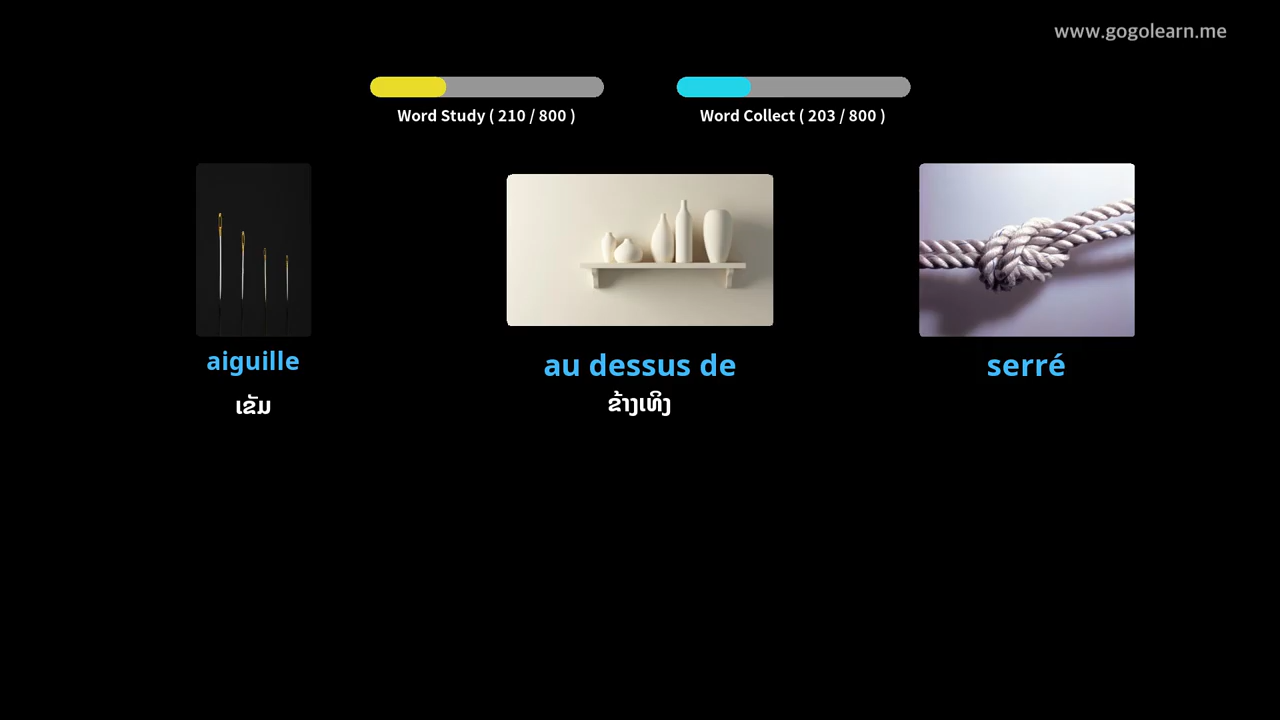 www.gogolearn.me
Word Study ( 210 / 800 )
Word Collect ( 203 / 800 )
aiguille
ເຂັມ
au dessus de
ຂ້າງເທິງ
serré